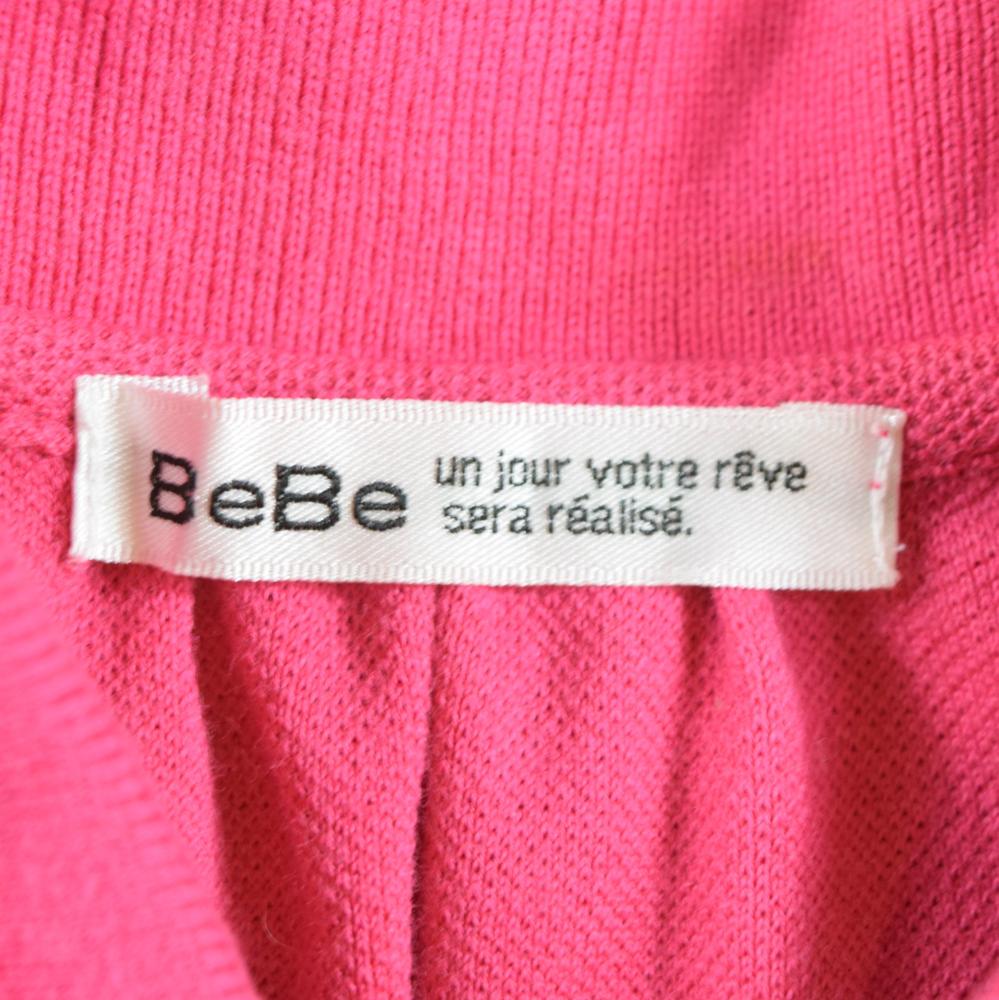 BeBe
un jour votre rêve
sera réalisé.